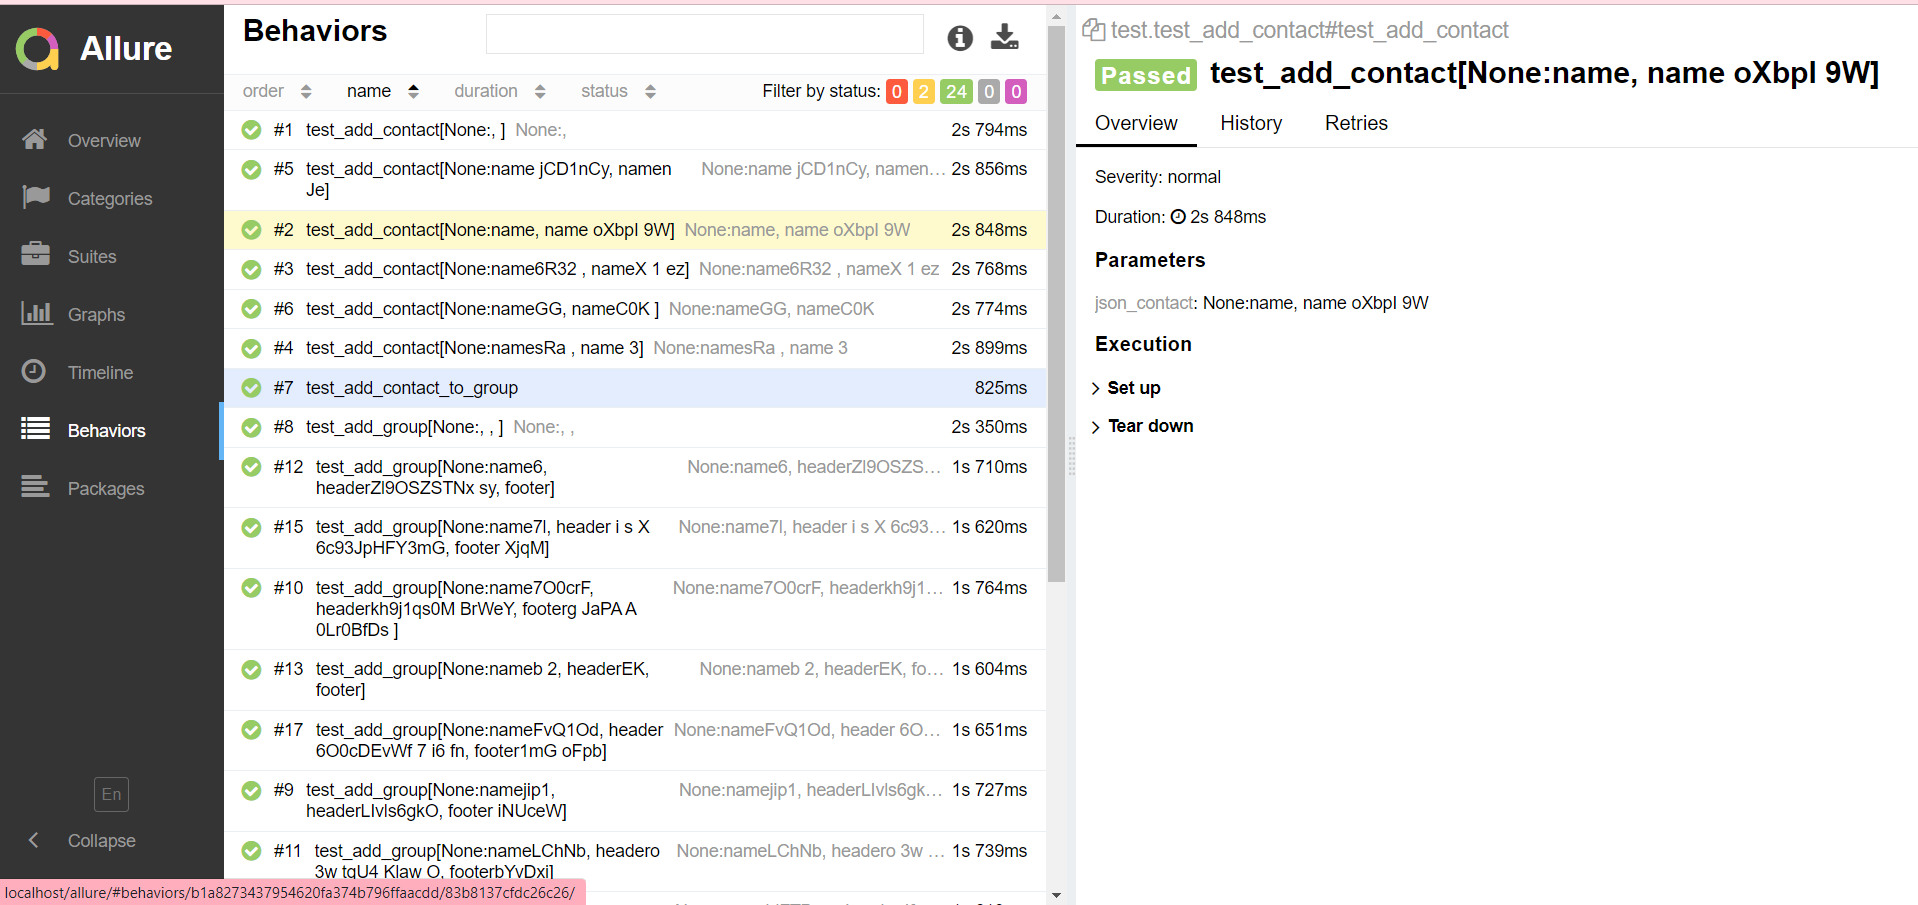 Allure
Overview
Categories
Suites
Graphs
Timeline
Behaviors
Packages
En
Collapse
Behaviors
order name duration status Filter by status: 0 2 24 0 0
#1 test_add_contact[None:, ] None:, 2s 794ms
#5 test_add_contact[None:name jCD1nCy, namen None:name jCD1nCy, namen… 2s 856ms
Je]
#2 test_add_contact[None:name, name oXbpI 9W] None:name, name oXbpI 9W 2s 848ms
#3 test_add_contact[None:name6R32 , nameX 1 ez] None:name6R32 , nameX 1 ez 2s 768ms
#6 test_add_contact[None:nameGG, nameC0K ] None:nameGG, nameC0K 2s 774ms
#4 test_add_contact[None:namesRa , name 3] None:namesRa , name 3 2s 899ms
#7 test_add_contact_to_group 825ms
#8 test_add_group[None:, , ] None:, , 2s 350ms
#12 test_add_group[None:name6, None:name6, headerZl9OSZS… 1s 710ms
headerZl9OSZSTNx sy, footer]
#15 test_add_group[None:name7l, header i s X None:name7l, header i s X 6c93… 1s 620ms
6c93JpHFY3mG, footer XjqM]
#10 test_add_group[None:name7O0crF, None:name7O0crF, headerkh9j1… 1s 764ms
headerkh9j1qs0M BrWeY, footerg JaPA A
0Lr0BfDs ]
#13 test_add_group[None:nameb 2, headerEK, None:nameb 2, headerEK, fo… 1s 604ms
footer]
#17 test_add_group[None:nameFvQ1Od, header None:nameFvQ1Od, header 6O… 1s 651ms
6O0cDEvWf 7 i6 fn, footer1mG oFpb]
#9 test_add_group[None:namejip1, None:namejip1, headerLIvls6gk… 1s 727ms
headerLIvls6gkO, footer iNUceW]
#11 test_add_group[None:nameLChNb, headero None:nameLChNb, headero 3w … 1s 739ms
3w tgU4 Klaw O, footerbYvDxi]
localhost/allure/#behaviors/b1a8273437954620fa374b796ffaacdd/83b8137cfdc26c26/
test.test_add_contact#test_add_contact
Passed test_add_contact[None:name, name oXbpI 9W]
Overview History Retries
Severity: normal
Duration: 2s 848ms
Parameters
json_contact: None:name, name oXbpI 9W
Execution
Set up
Tear down